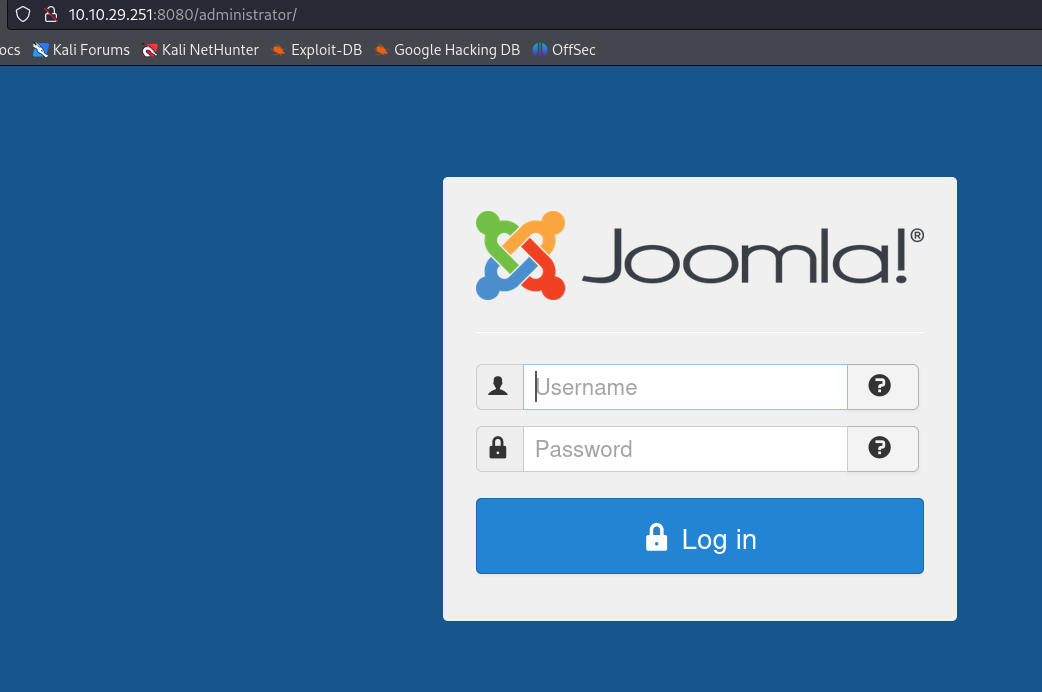 10.10.29.251:8080/administrator/
ocs Kali Forums Kali NetHunter Exploit-DB Google Hacking DB OffSec
Joomla!®
Username
Password
Log in